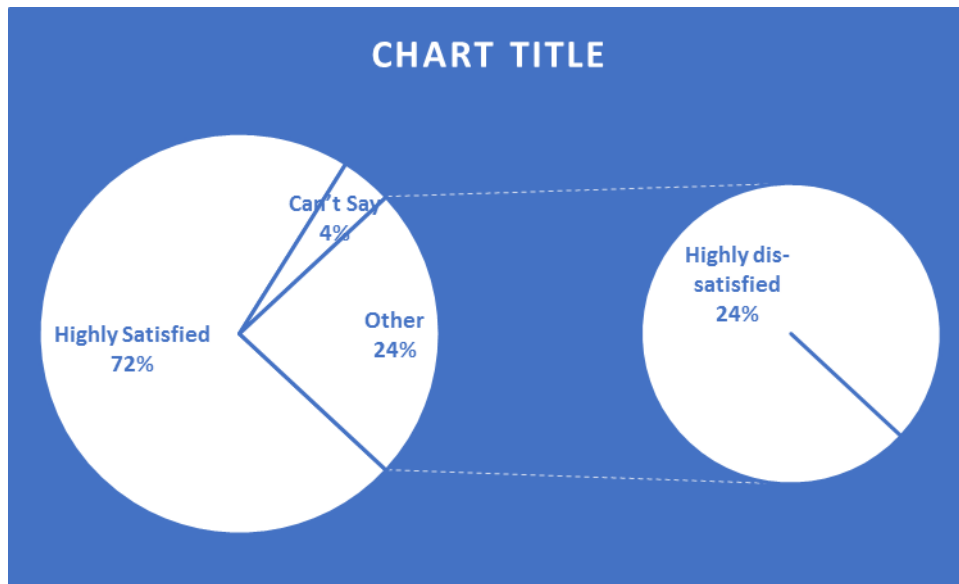 CHART TITLE
Can't Say
4%
Highly Satisfied
72%
Other
24%
Highly dis-
satisfied
24%